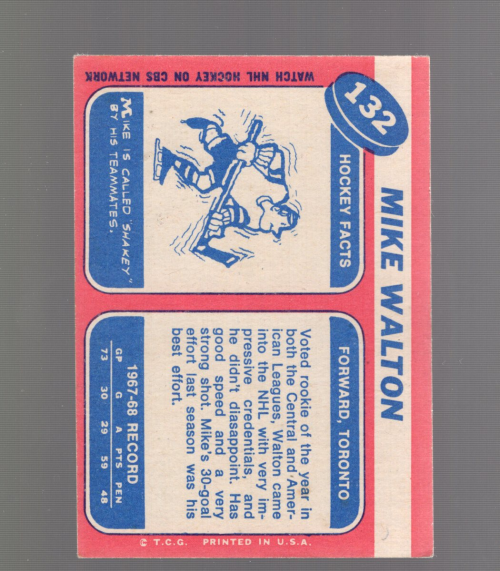 132
MIKE WALTON
HOCKEY FACTS
MIKE IS CALLED "SHAKEY"
BY HIS TEAMMATES.
FORWARD, TORONTO
Voted rookie of the year in
both the Central and Amer-
ican Leagues, Walton came
into the NHL with very im-
pressive credentials, and
he didn't diasappoint. Has
good speed and a very
strong shot. Mike's 30-goal
effort last season was his
best effort.
1967-68 RECORD
GP G A PTS PEN
73 30 29 59 48
WATCH NHL HOCKEY ON CBS NETWORK
© T.C.G. PRINTED IN U.S.A.